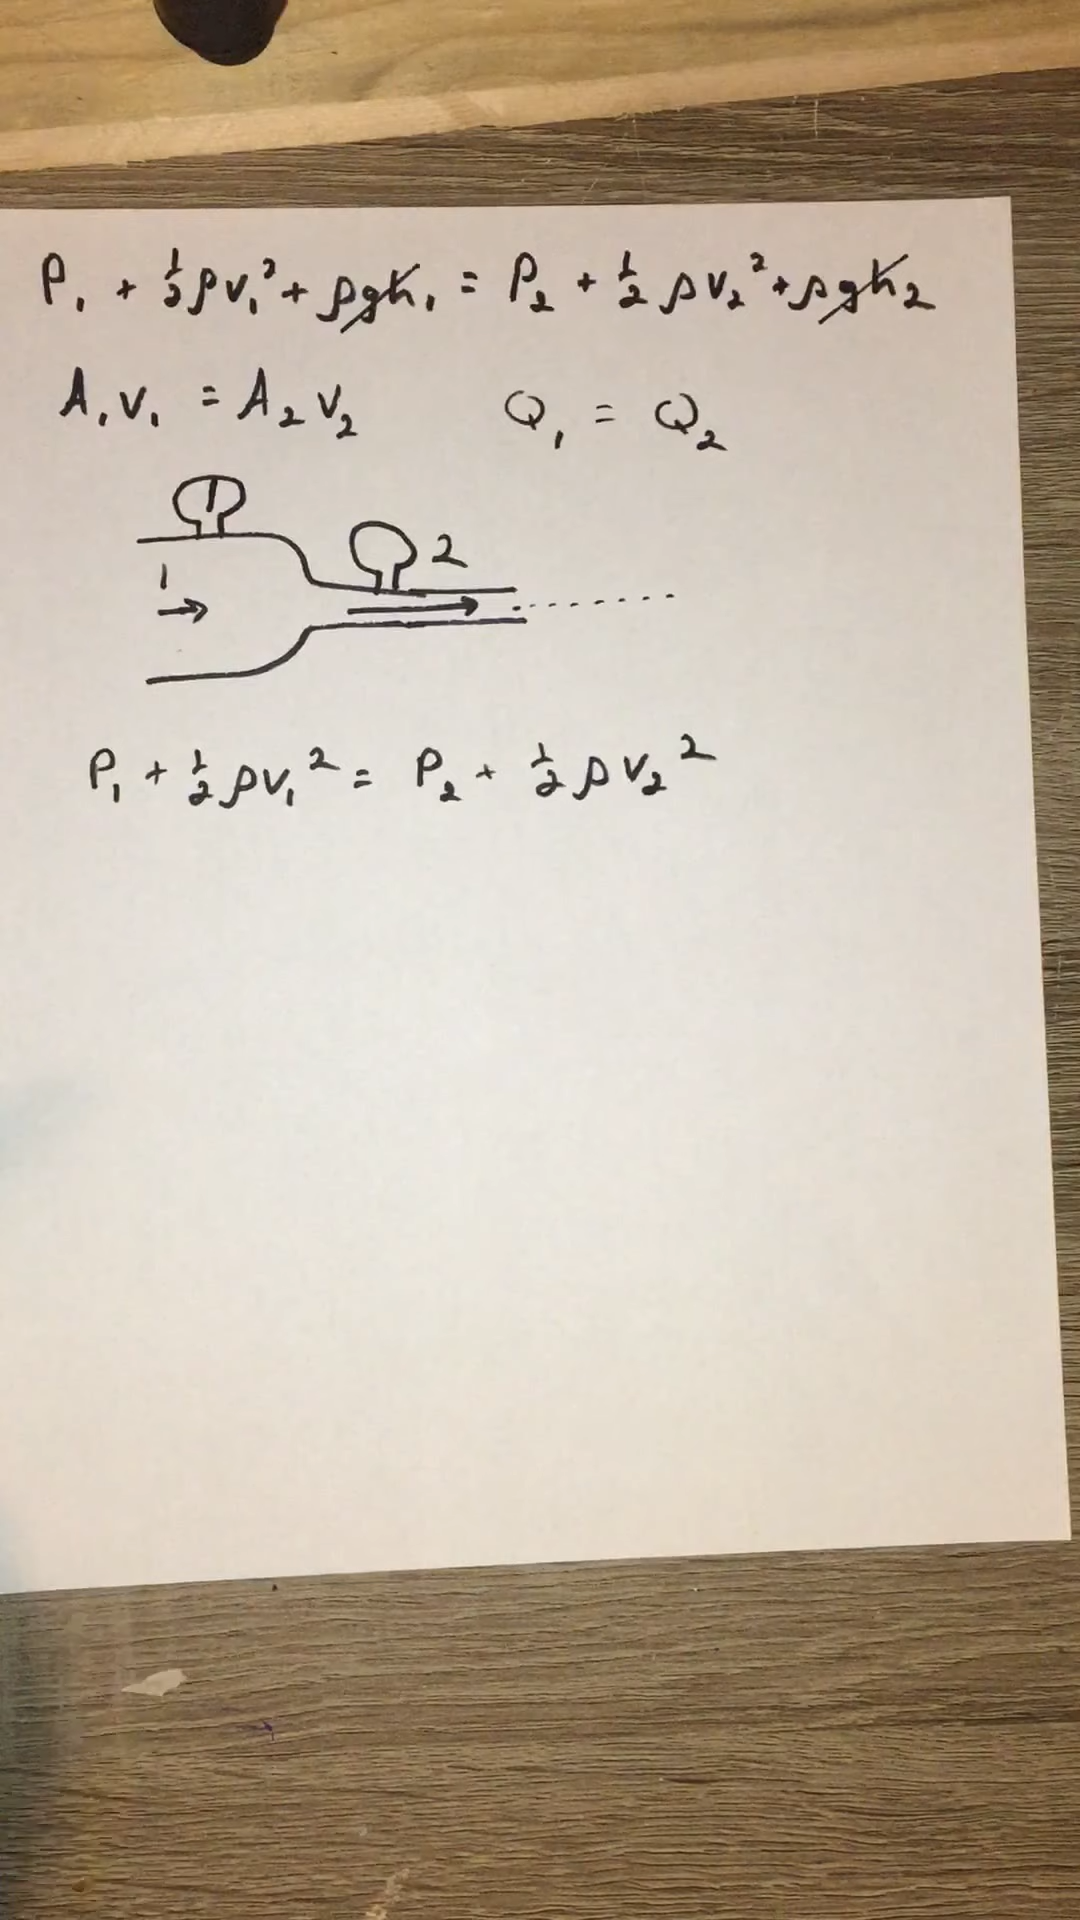 P₁ + ½ρv₁² + ρgh₁ = P₂ + ½ρv₂² + ρgh₂
A₁v₁ = A₂v₂ Q₁ = Q₂
1
2
1
P₁ + ½ρv₁² = P₂ + ½ρv₂²